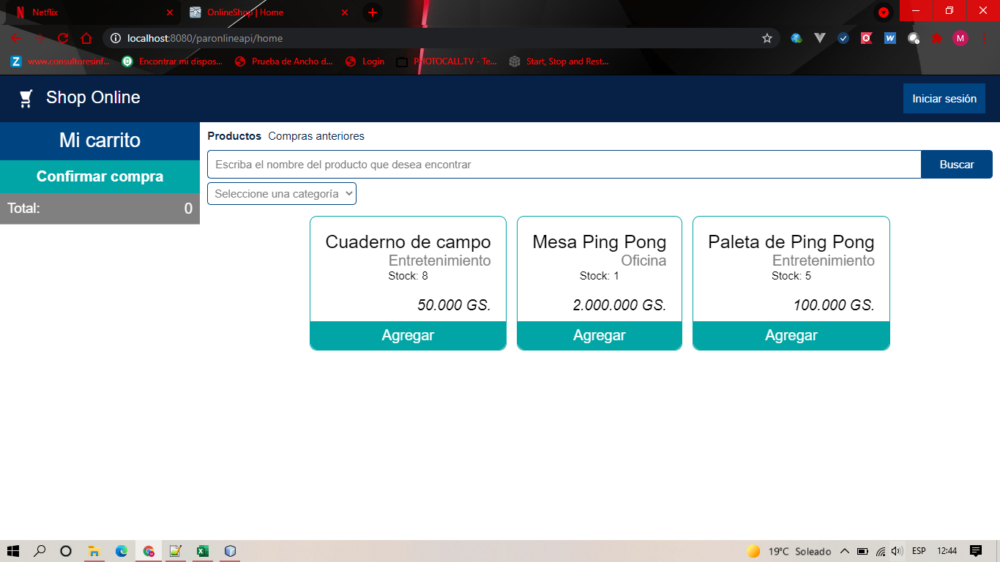 Netflix
OnlineShop | Home
localhost:8080/paronlineapi/home
M
www.consultoresinf...
Encontrar mi dispos...
Prueba de Ancho d...
Login
PHOTOCALL.TV - Te...
Start, Stop and Rest...
Shop Online
Iniciar sesión
Mi carrito
Confirmar compra
Total: 0
Productos Compras anteriores
Escriba el nombre del producto que desea encontrar
Buscar
Seleccione una categoría
Cuaderno de campo
Entretenimiento
Stock: 8
50.000 GS.
Agregar
Mesa Ping Pong
Oficina
Stock: 1
2.000.000 GS.
Agregar
Paleta de Ping Pong
Entretenimiento
Stock: 5
100.000 GS.
Agregar
19°C Soleado
ESP
12:44